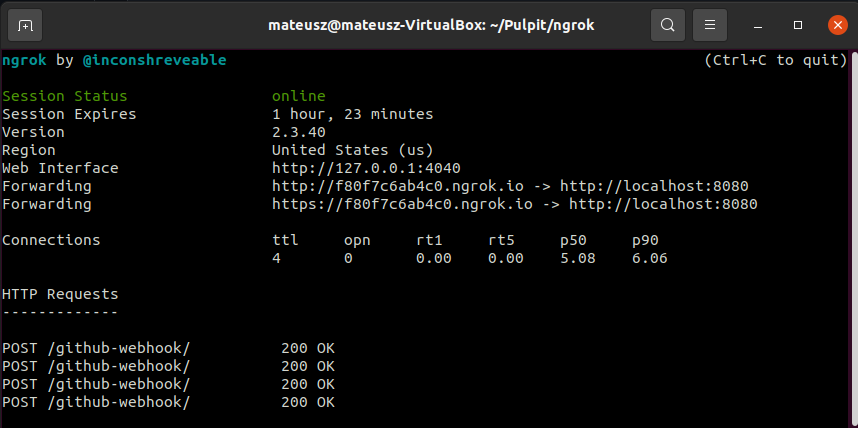 mateusz@mateusz-VirtualBox: ~/Pulpit/ngrok
ngrok by @inconshreveable (Ctrl+C to quit)
Session Status online
Session Expires 1 hour, 23 minutes
Version 2.3.40
Region United States (us)
Web Interface http://127.0.0.1:4040
Forwarding http://f80f7c6ab4c0.ngrok.io -> http://localhost:8080
Forwarding https://f80f7c6ab4c0.ngrok.io -> http://localhost:8080
Connections ttl opn rt1 rt5 p50 p90
4 0 0.00 0.00 5.08 6.06
HTTP Requests
-------------
POST /github-webhook/ 200 OK
POST /github-webhook/ 200 OK
POST /github-webhook/ 200 OK
POST /github-webhook/ 200 OK